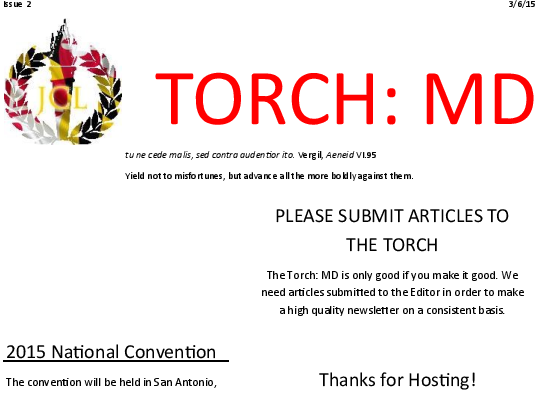 Issue 2
3/6/15
JCL
TORCH: MD
tu ne cede malis, sed contra audentior ito. Vergil, Aeneid VI.95
Yield not to misfortunes, but advance all the more boldly against them.
PLEASE SUBMIT ARTICLES TO
THE TORCH
The Torch: MD is only good if you make it good. We
need articles submitted to the Editor in order to make
a high quality newsletter on a consistent basis.
2015 National Convention
The convention will be held in San Antonio,
Thanks for Hosting!